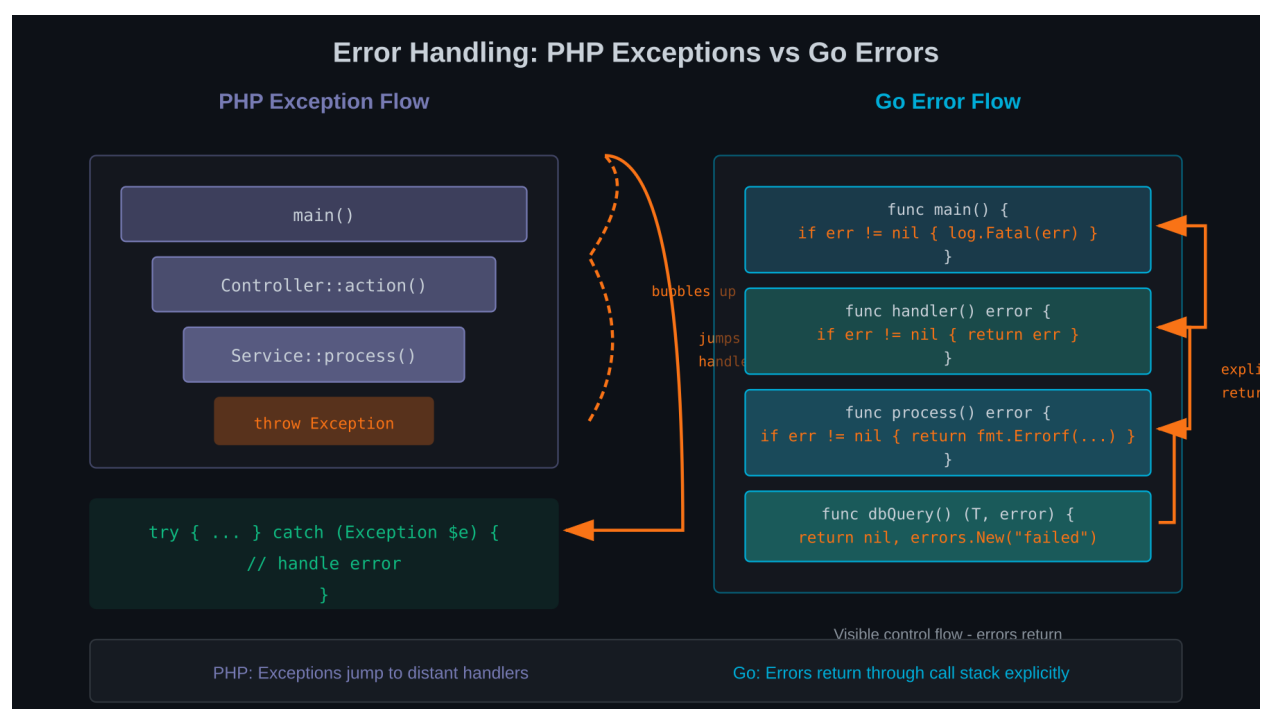 Error Handling: PHP Exceptions vs Go Errors
PHP Exception Flow
main()
Controller::action()
Service::process()
throw Exception
try { ... } catch (Exception $e) {
// handle error
}
bubbles up
jumps
handle
Go Error Flow
func main() {
if err != nil { log.Fatal(err) }
}
func handler() error {
if err != nil { return err }
}
func process() error {
if err != nil { return fmt.Errorf(...) }
}
func dbQuery() (T, error) {
return nil, errors.New("failed")
expli
retur
Visible control flow - errors return
PHP: Exceptions jump to distant handlers
Go: Errors return through call stack explicitly